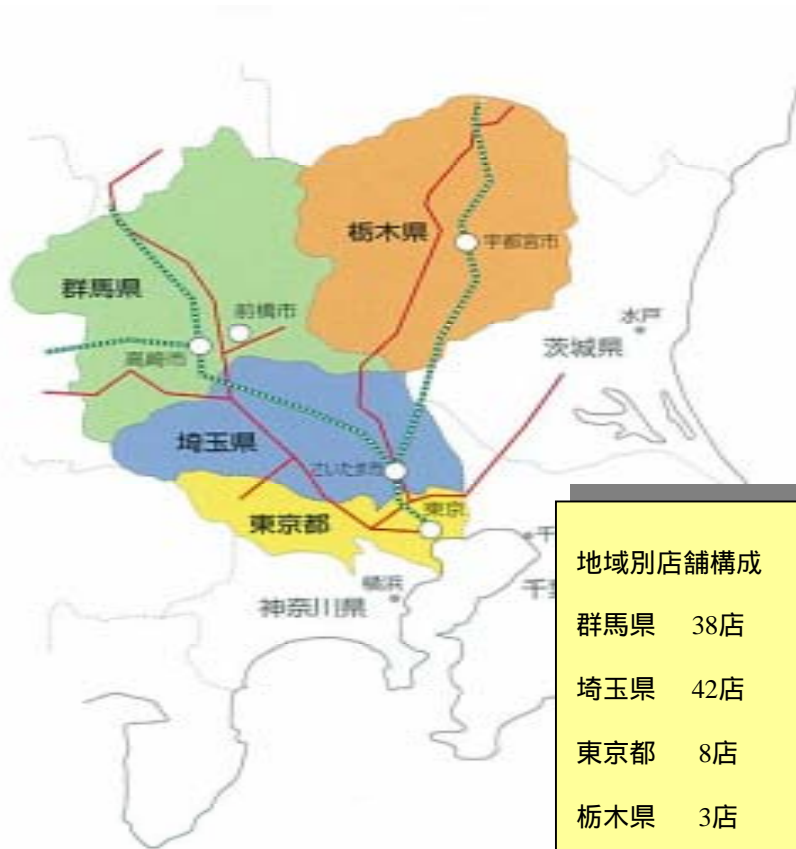 栃木県
宇都宮市
群馬県
前橋市
水戸
高崎市
茨城県
埼玉県
さいたま市
東京都
東京
横浜
神奈川県
地域別店舗構成
群馬県 38店
埼玉県 42店
東京都 8店
栃木県 3店